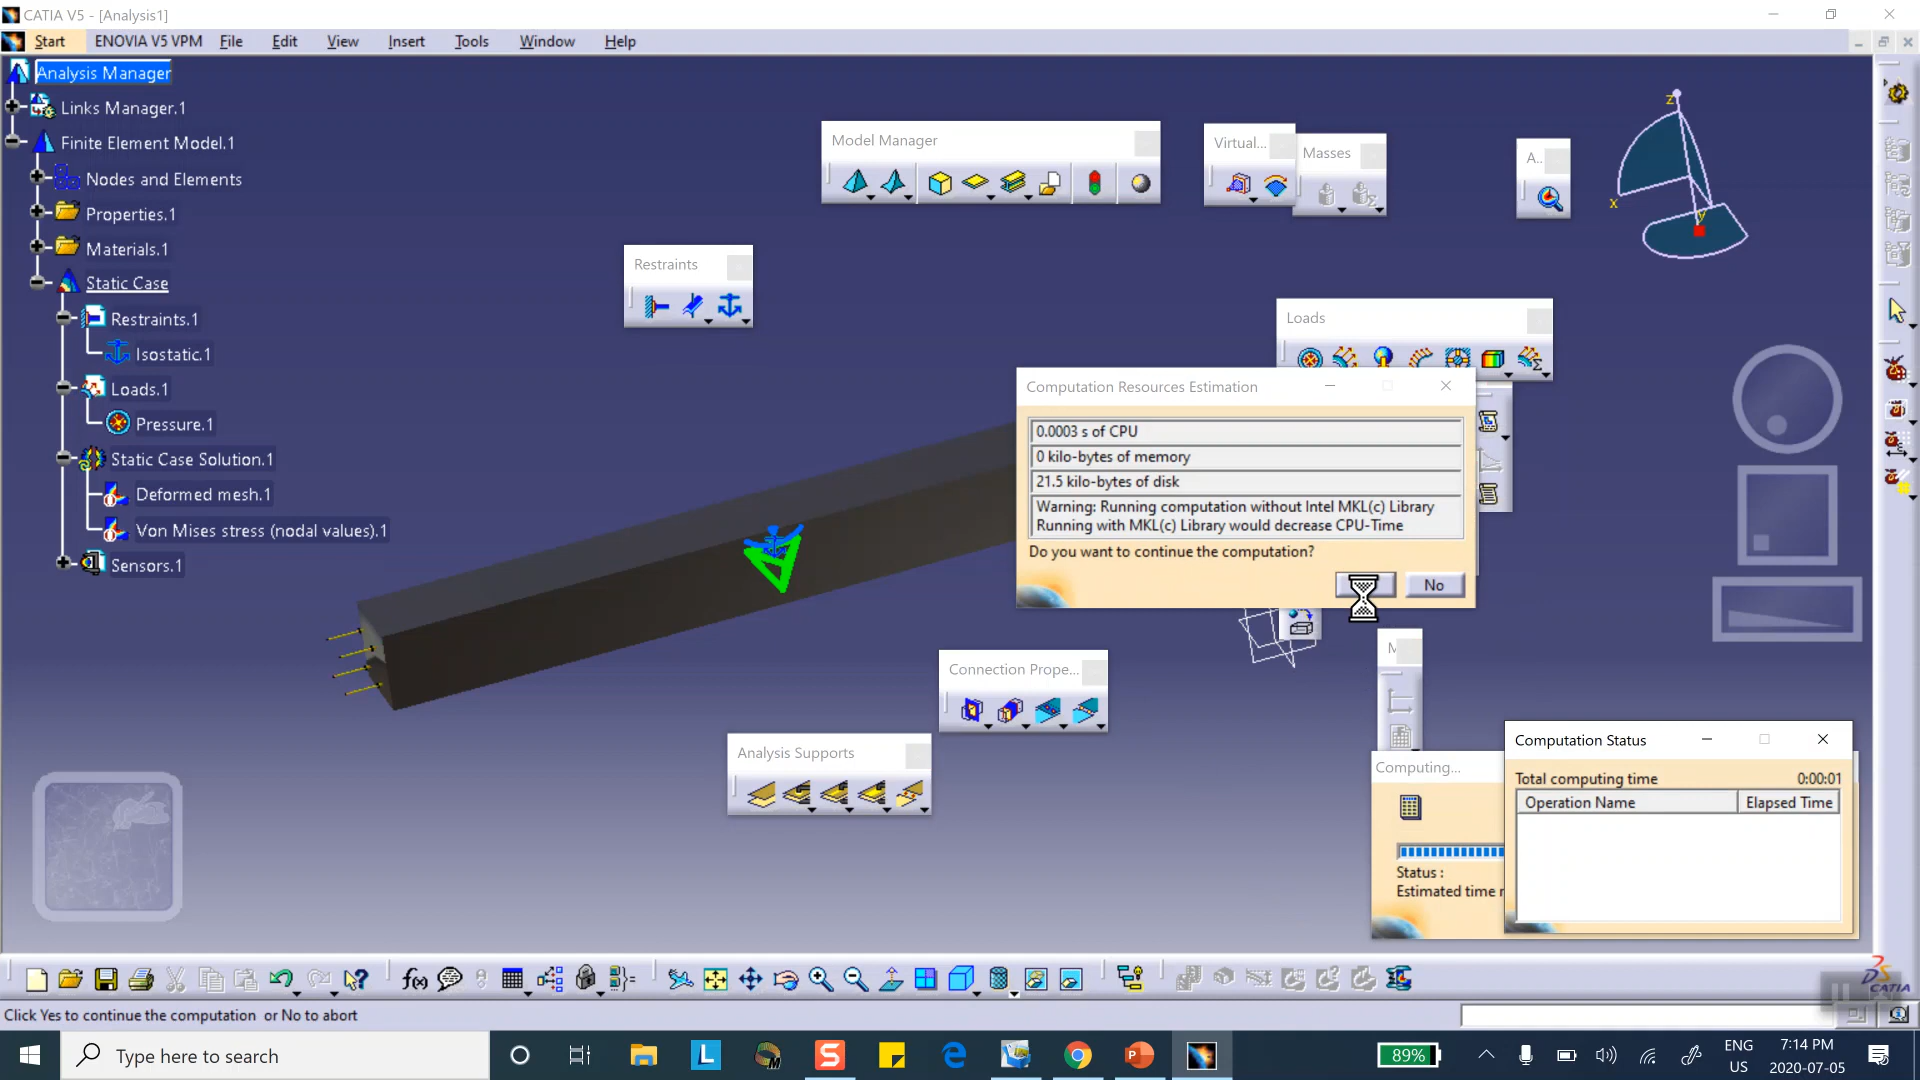 CATIA V5 - [Analysis1]
Start ENOVIA V5 VPM File Edit View Insert Tools Window Help
Analysis Manager
Links Manager.1
Finite Element Model.1
Nodes and Elements
Properties.1
Materials.1
Static Case
Restraints.1
Isostatic.1
Loads.1
Pressure.1
Static Case Solution.1
Deformed mesh.1
Von Mises stress (nodal values).1
Sensors.1
Model Manager
Virtual...
Masses
A..
z
x
y
Restraints
Loads
Computation Resources Estimation
0.0003 s of CPU
0 kilo-bytes of memory
21.5 kilo-bytes of disk
Warning: Running computation without Intel MKL(c) Library
Running with MKL(c) Library would decrease CPU-Time
Do you want to continue the computation?
No
Connection Prope...
Analysis Supports
Computing...
Status :
Estimated time r
Computation Status
Total computing time 0:00:01
Operation Name Elapsed Time
f(x)
CATIA
Click Yes to continue the computation or No to abort
Type here to search
89%
ENG
US
7:14 PM
2020-07-05